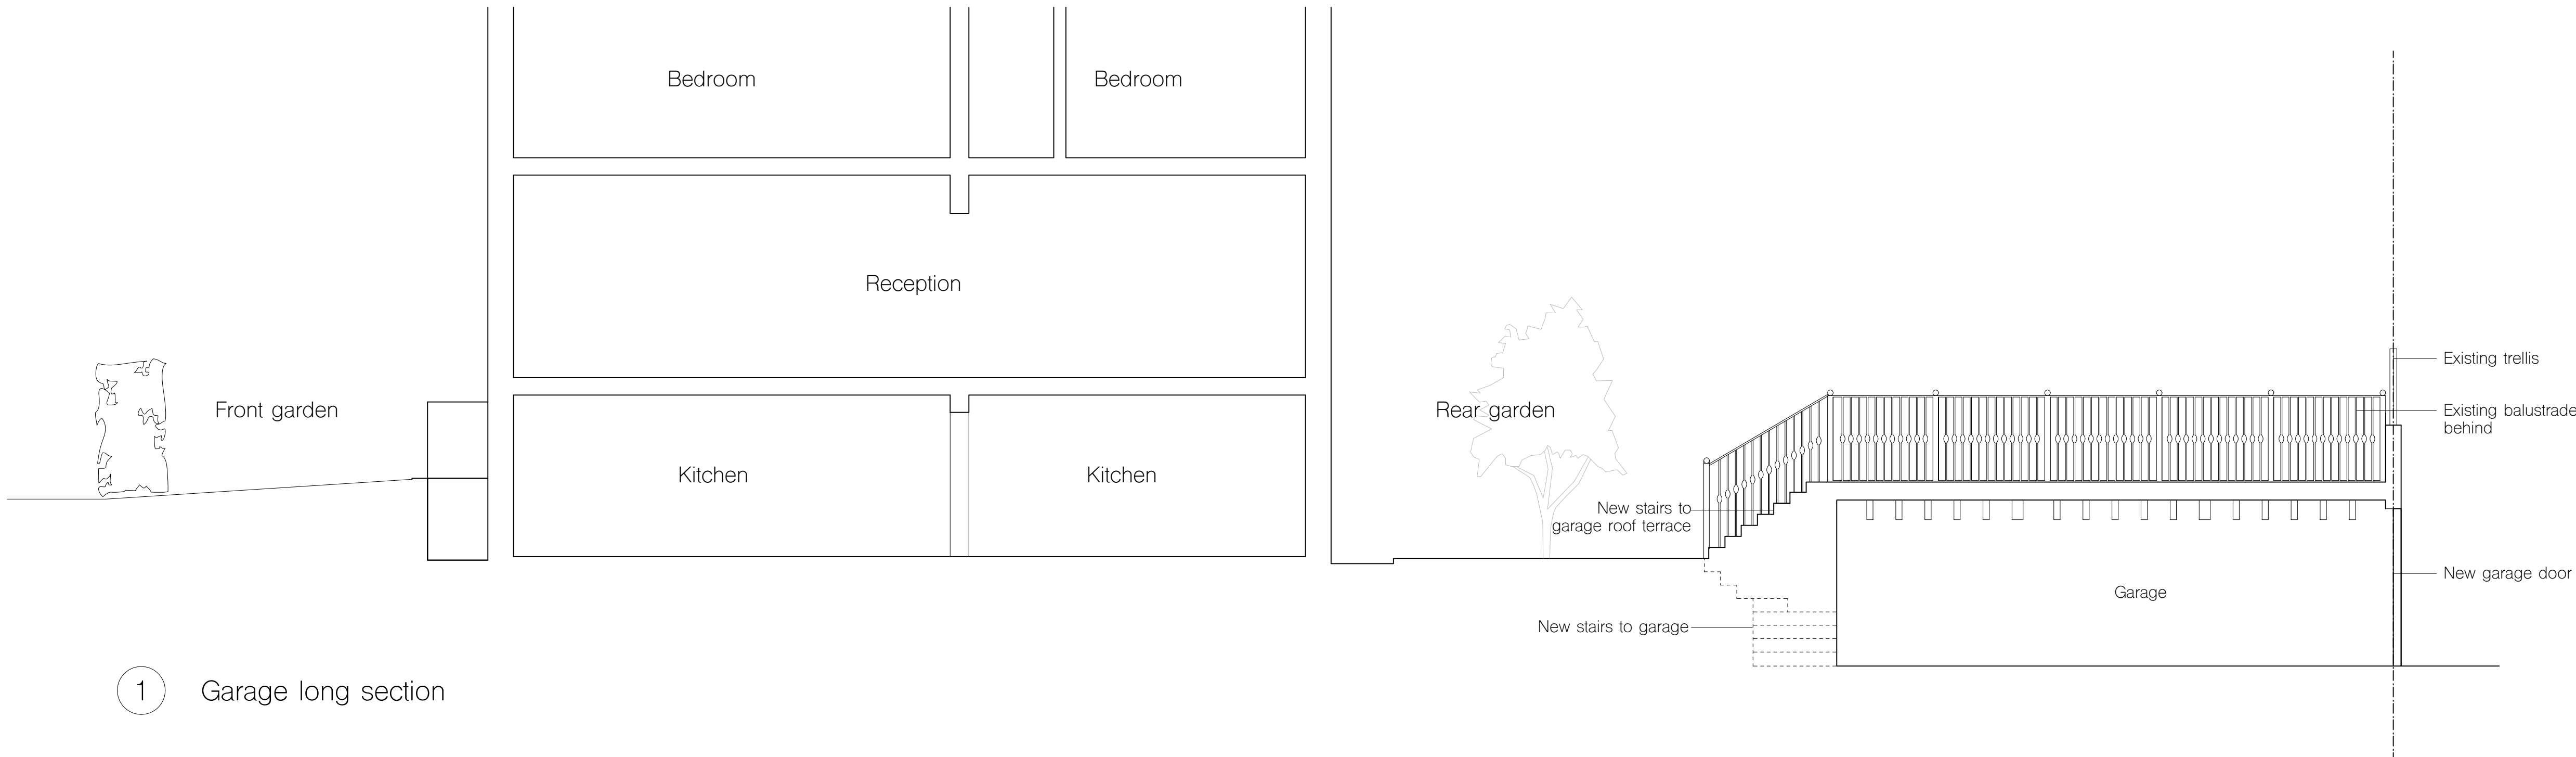 Bedroom
Bedroom
Reception
Existing trellis
Front garden
Rear garden
Existing balustrade
behind
Kitchen
Kitchen
New stairs to
garage roof terrace
New garage door
Garage
New stairs to garage
1 Garage long section